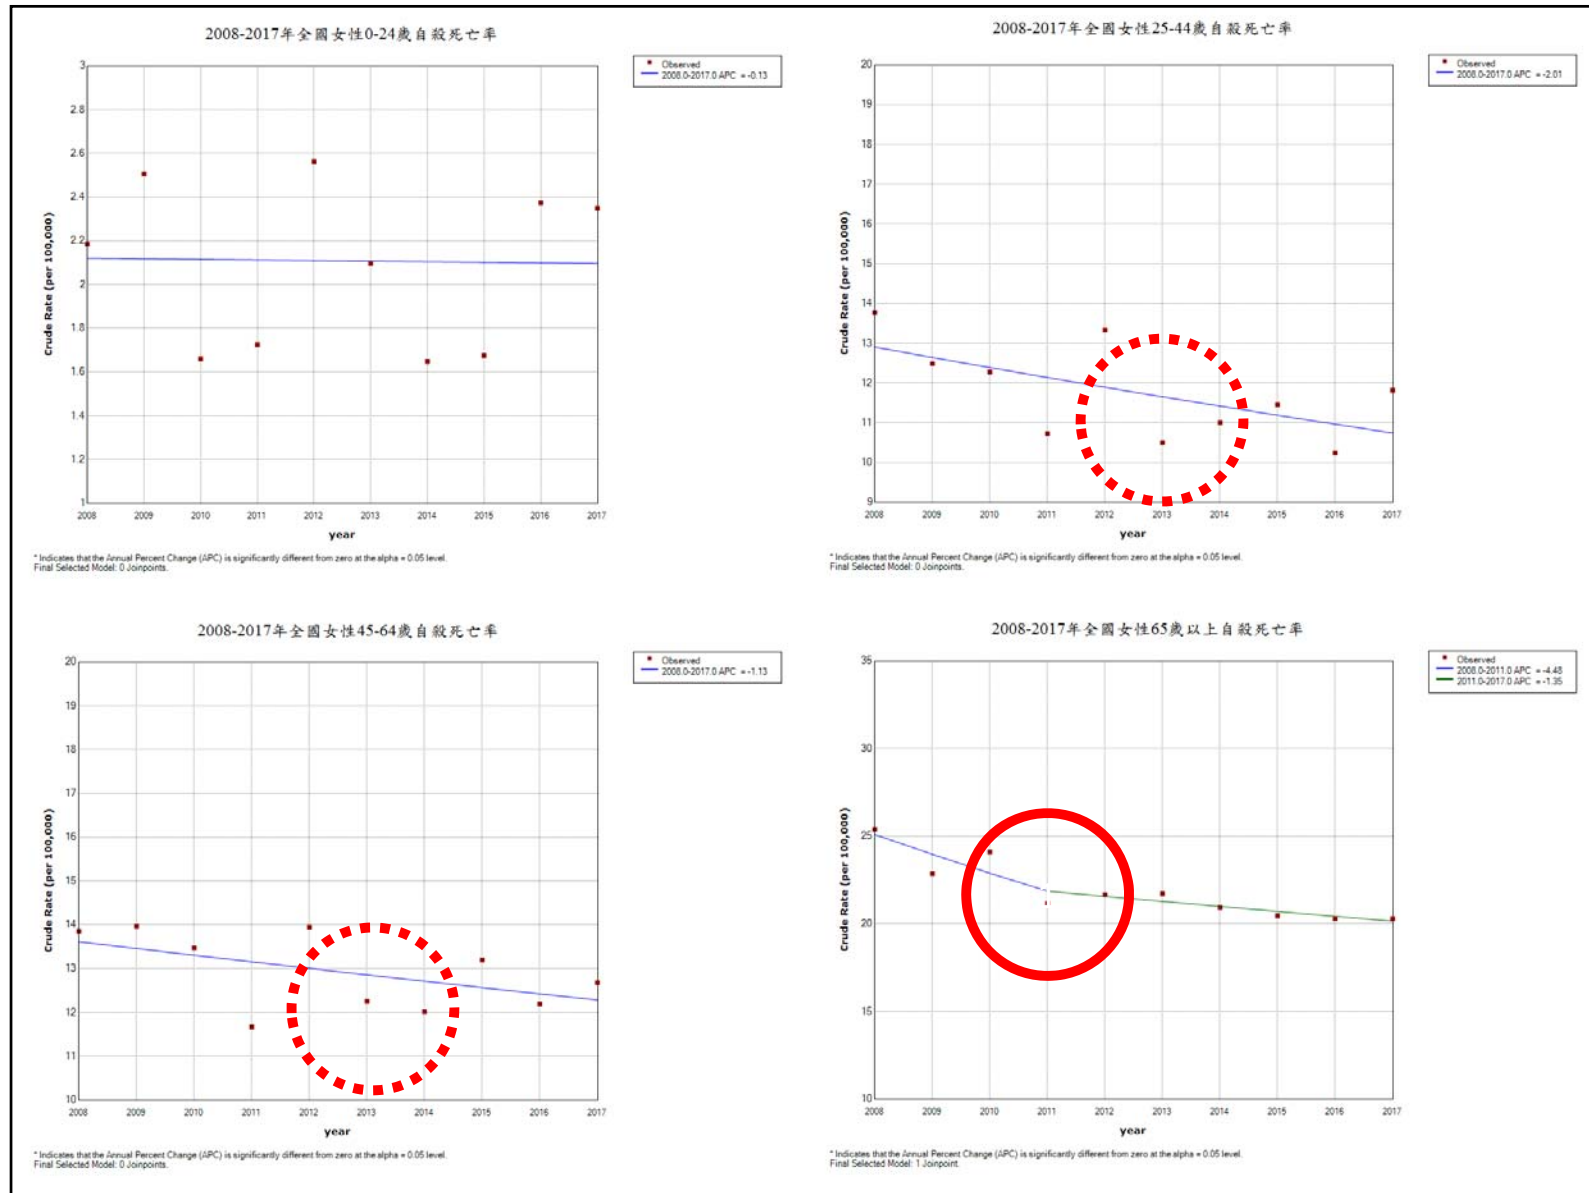 2008-2017年全國女性0-24歲自殺死亡率
Observed
2008.0-2017.0 APC = -0.13
3
2.8
2.6
2.4
2.2
2
1.8
1.6
1.4
1.2
1
Crude Rate (per 100,000)
2008 2009 2010 2011 2012 2013 2014 2015 2016 2017
year
* Indicates that the Annual Percent Change (APC) is significantly different from zero at the alpha = 0.05 level.
Final Selected Model: 0 Joinpoints.
2008-2017年全國女性25-44歲自殺死亡率
Observed
2008.0-2017.0 APC = -2.01
20
19
18
17
16
15
14
13
12
11
10
9
Crude Rate (per 100,000)
2008 2009 2010 2011 2012 2013 2014 2015 2016 2017
year
* Indicates that the Annual Percent Change (APC) is significantly different from zero at the alpha = 0.05 level.
Final Selected Model: 0 Joinpoints.
2008-2017年全國女性45-64歲自殺死亡率
Observed
2008.0-2017.0 APC = -1.13
20
19
18
17
16
15
14
13
12
11
10
Crude Rate (per 100,000)
2008 2009 2010 2011 2012 2013 2014 2015 2016 2017
year
* Indicates that the Annual Percent Change (APC) is significantly different from zero at the alpha = 0.05 level.
Final Selected Model: 0 Joinpoints.
2008-2017年全國女性65歲以上自殺死亡率
Observed
2008.0-2011.0 APC = -4.48
2011.0-2017.0 APC = -1.35
35
30
25
20
15
10
Crude Rate (per 100,000)
2008 2009 2010 2011 2012 2013 2014 2015 2016 2017
year
* Indicates that the Annual Percent Change (APC) is significantly different from zero at the alpha = 0.05 level.
Final Selected Model: 1 Joinpoint.